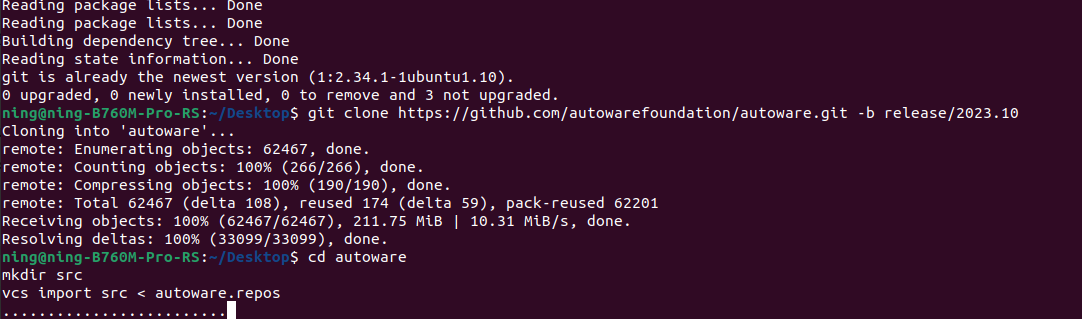 Reading package lists... Done
Reading package lists... Done
Building dependency tree... Done
Reading state information... Done
git is already the newest version (1:2.34.1-1ubuntu1.10).
0 upgraded, 0 newly installed, 0 to remove and 3 not upgraded.
ning@ning-B760M-Pro-RS:~/Desktop$ git clone https://github.com/autowarefoundation/autoware.git -b release/2023.10
Cloning into 'autoware'...
remote: Enumerating objects: 62467, done.
remote: Counting objects: 100% (266/266), done.
remote: Compressing objects: 100% (190/190), done.
remote: Total 62467 (delta 108), reused 174 (delta 59), pack-reused 62201
Receiving objects: 100% (62467/62467), 211.75 MiB | 10.31 MiB/s, done.
Resolving deltas: 100% (33099/33099), done.
ning@ning-B760M-Pro-RS:~/Desktop$ cd autoware
mkdir src
vcs import src < autoware.repos
.........................